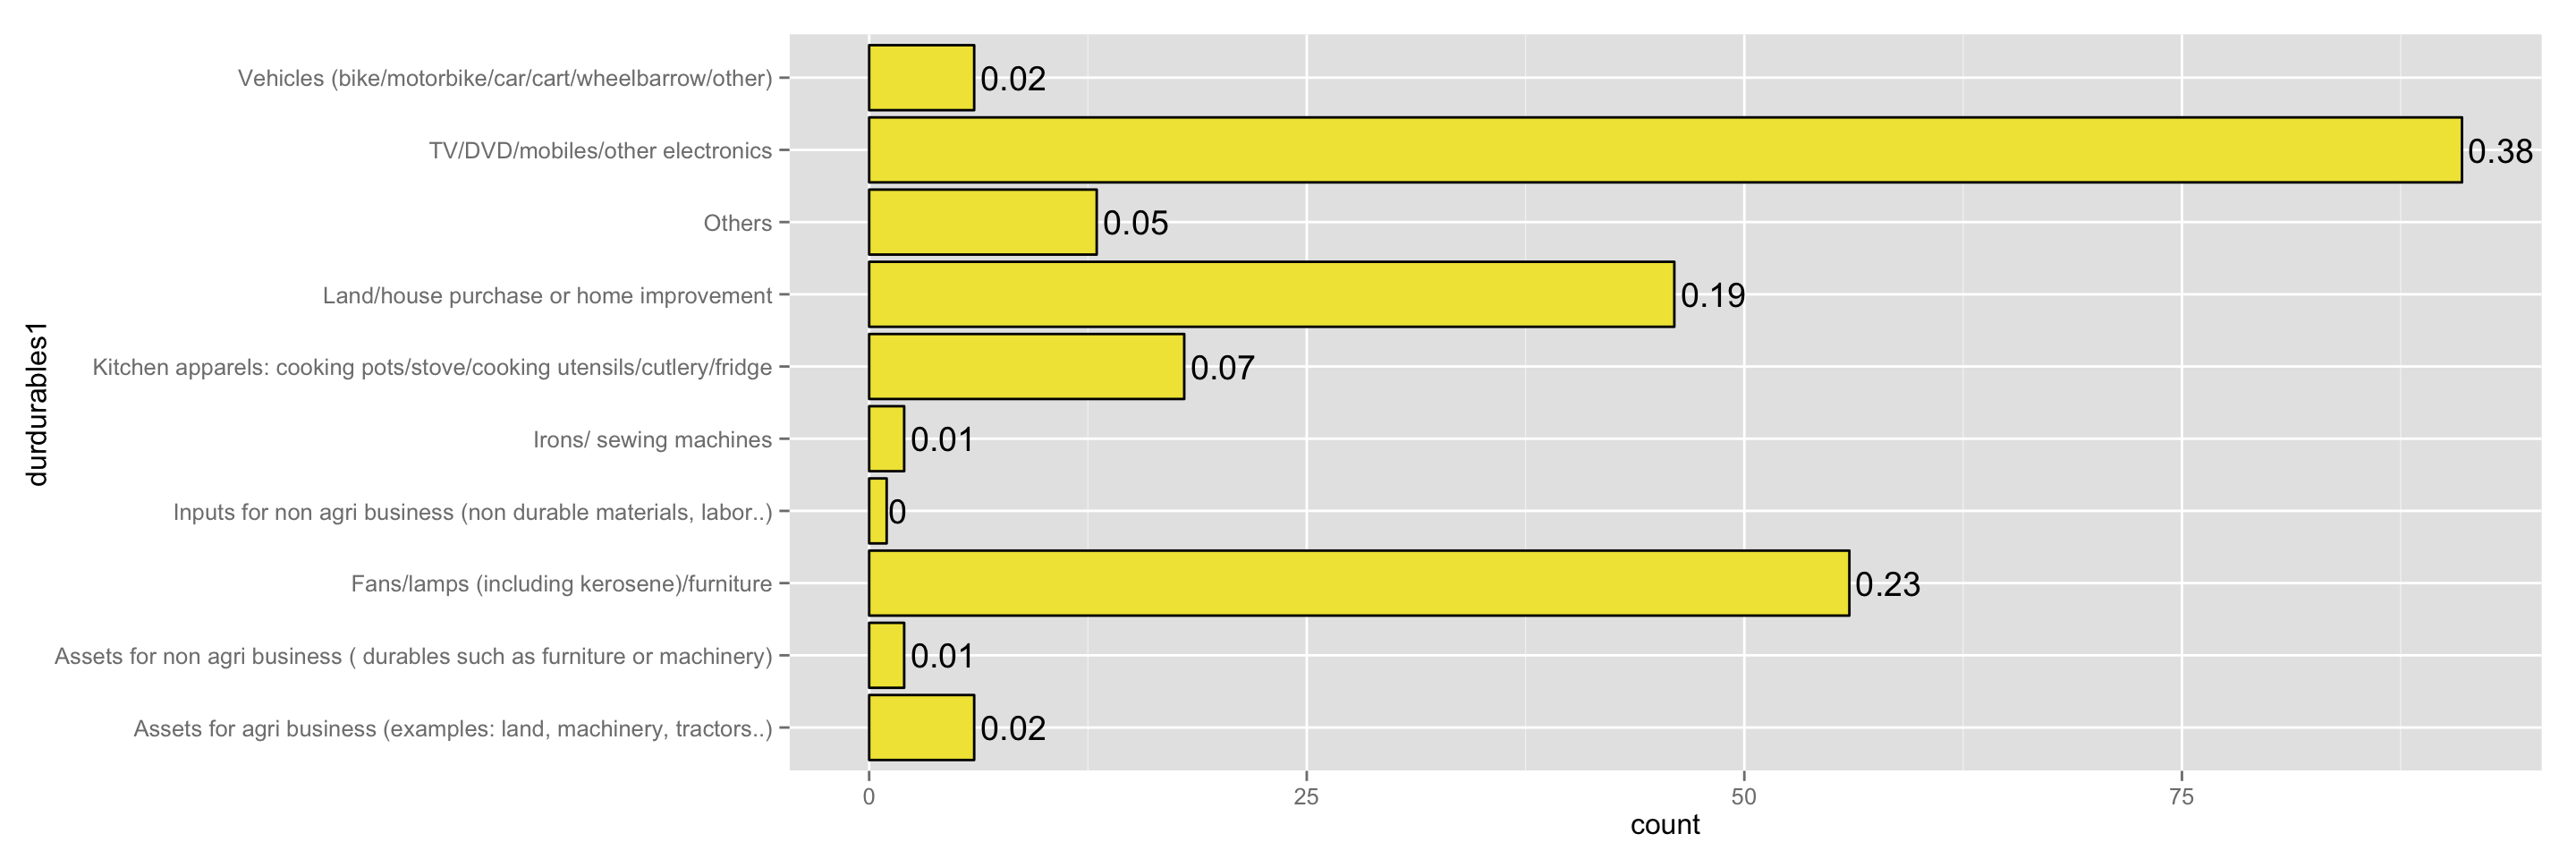 durdurables1
Vehicles (bike/motorbike/car/cart/wheelbarrow/other) 0.02
TV/DVD/mobiles/other electronics 0.38
Others 0.05
Land/house purchase or home improvement 0.19
Kitchen apparels: cooking pots/stove/cooking utensils/cutlery/fridge 0.07
Irons/ sewing machines 0.01
Inputs for non agri business (non durable materials, labor..) 0
Fans/lamps (including kerosene)/furniture 0.23
Assets for non agri business ( durables such as furniture or machinery) 0.01
Assets for agri business (examples: land, machinery, tractors..) 0.02
0 25 50 75
count